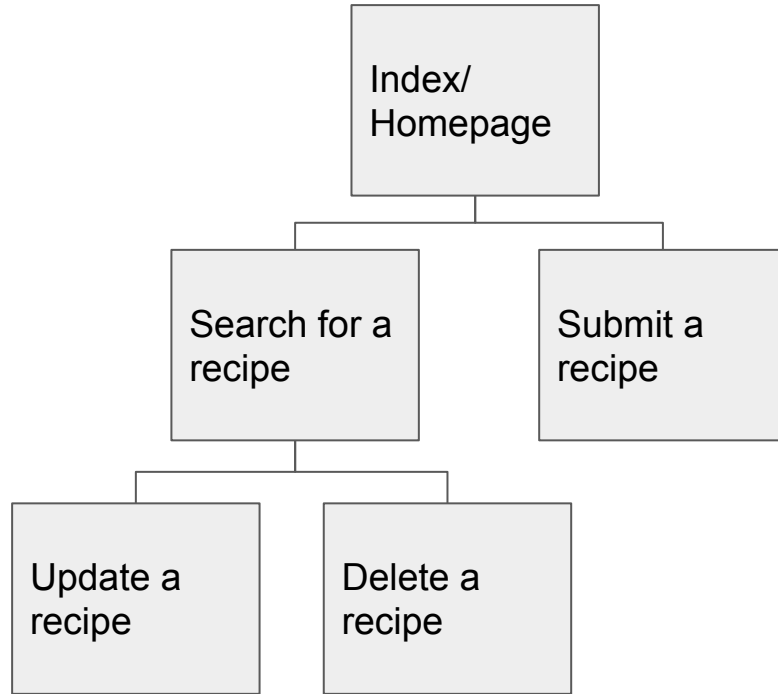 Index/
Homepage
Search for a
recipe
Submit a
recipe
Update a
recipe
Delete a
recipe